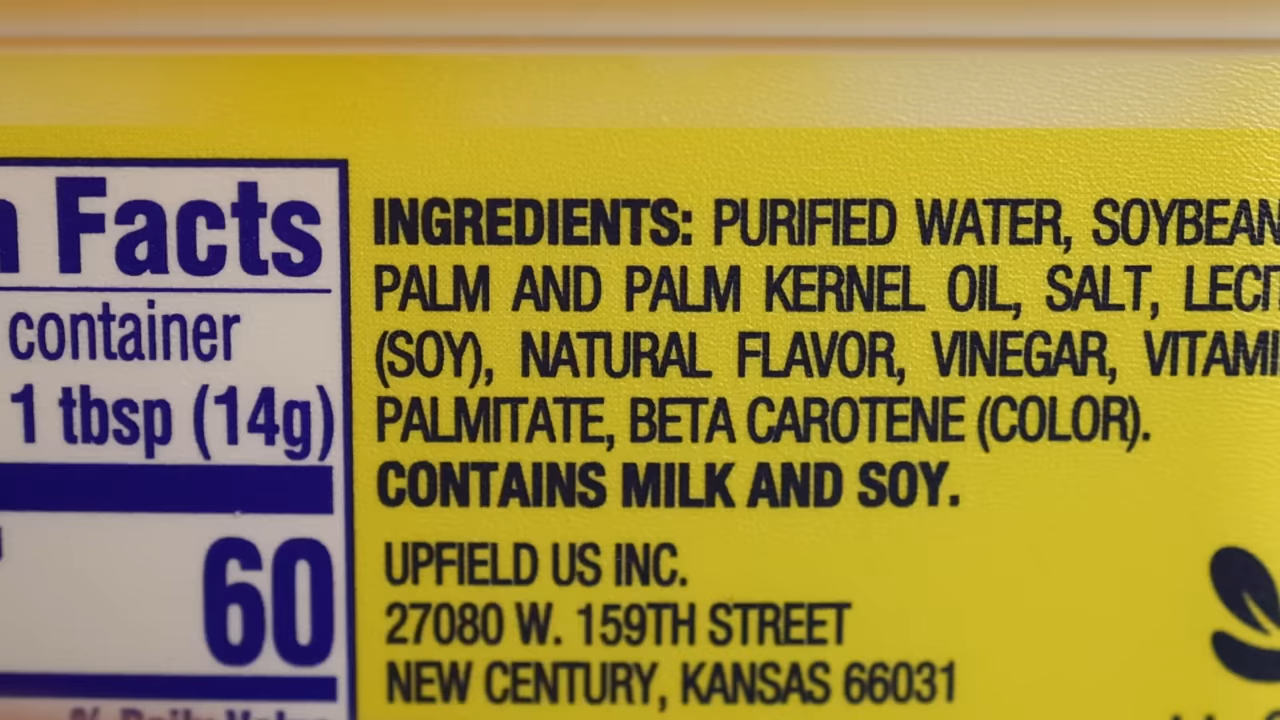 Facts
container
1 tbsp (14g)
60
INGREDIENTS: PURIFIED WATER, SOYBEAN
PALM AND PALM KERNEL OIL, SALT,
(SOY), NATURAL FLAVOR, VINEGAR,
PALMITATE, BETA CAROTENE (COLOR).
CONTAINS MILK AND SOY.
UPFIELD US INC.
27080 W. 159TH STREET
NEW CENTURY, KANSAS 66031